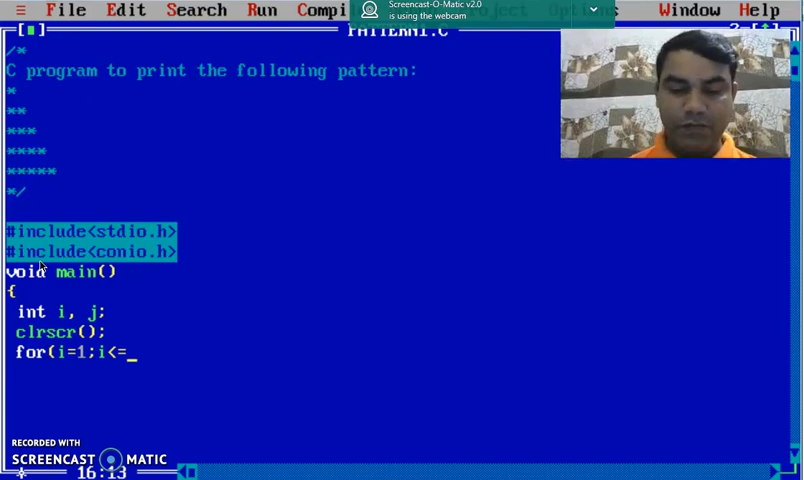 ≡ File Edit Search Run Compi Project Options Window Help
Screencast-O-Matic v2.0
is using the webcam
PATTERN1.C
/*
C program to print the following pattern:
*
**
***
****
*****
*/
#include<stdio.h>
#include<conio.h>
void main()
{
int i, j;
clrscr();
for(i=1;i<=_
RECORDED WITH
SCREENCAST MATIC
16:13